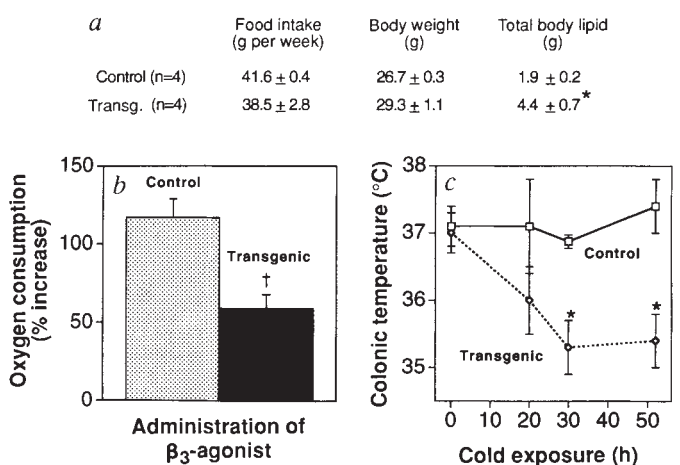 a
Food intake Body weight Total body lipid
(g per week) (g) (g)
Control (n=4) 41.6 ± 0.4 26.7 ± 0.3 1.9 ± 0.2
Transg. (n=4) 38.5 ± 2.8 29.3 ± 1.1 4.4 ± 0.7*
b
Oxygen consumption
(% increase)
150
100
50
0
Control
Transgenic
†
Administration of
β3-agonist
c
Colonic temperature (°C)
38
37
36
35
Control
Transgenic
*
*
0 10 20 30 40 50
Cold exposure (h)